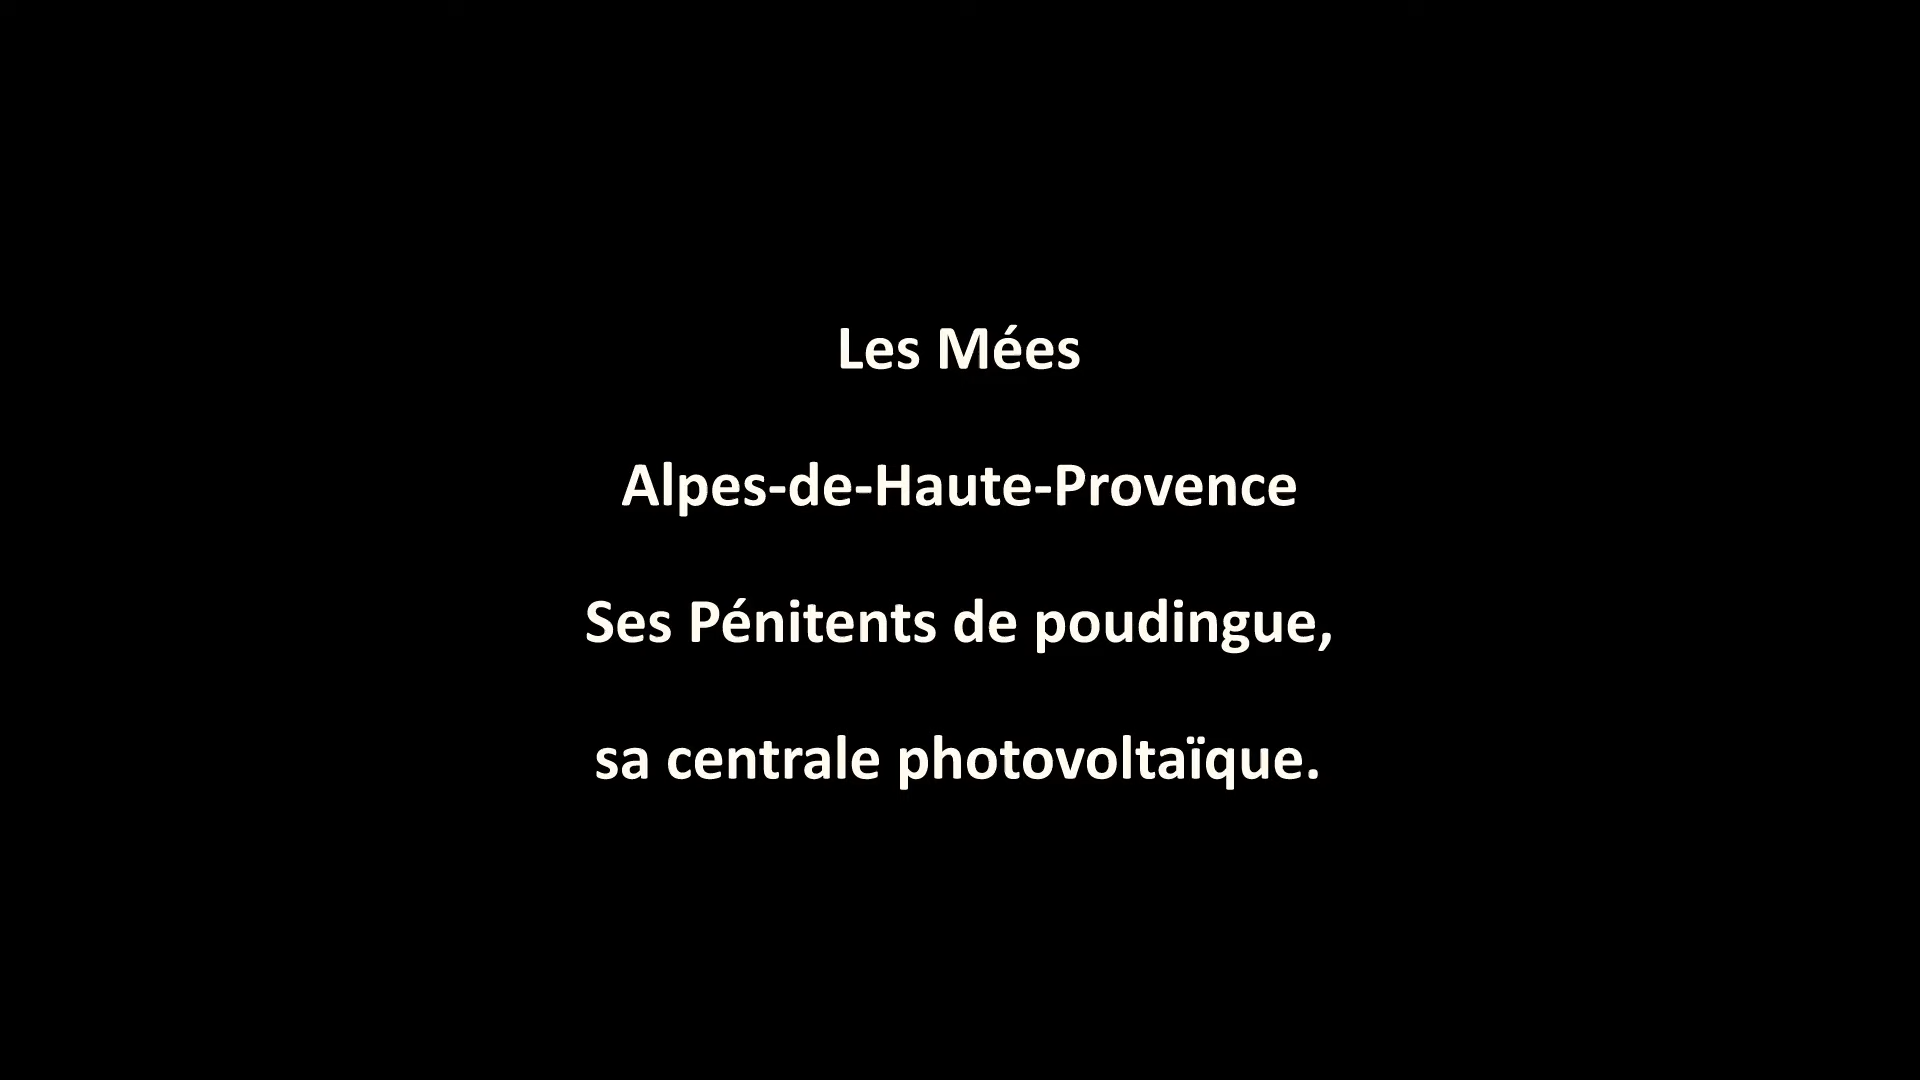 Les Mées
Alpes-de-Haute-Provence
Ses Pénitents de poudingue,
sa centrale photovoltaïque.